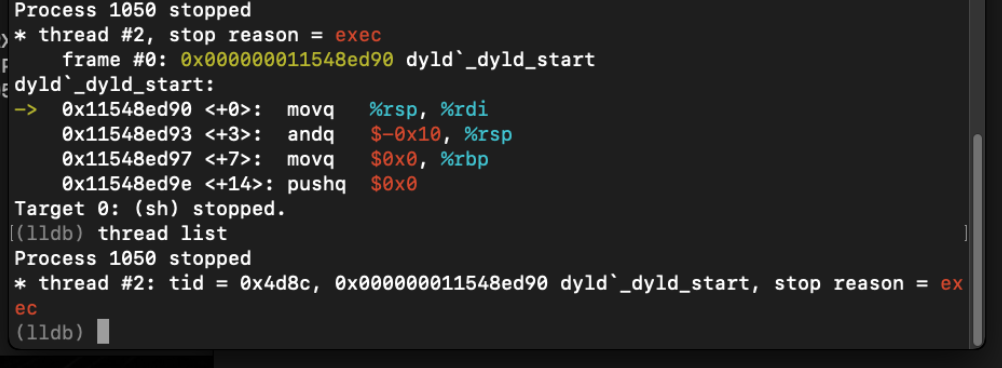 Process 1050 stopped
* thread #2, stop reason = exec
frame #0: 0x000000011548ed90 dyld`_dyld_start
dyld`_dyld_start:
-> 0x11548ed90 <+0>: movq %rsp, %rdi
0x11548ed93 <+3>: andq $-0x10, %rsp
0x11548ed97 <+7>: movq $0x0, %rbp
0x11548ed9e <+14>: pushq $0x0
Target 0: (sh) stopped.
[(lldb) thread list ]
Process 1050 stopped
* thread #2: tid = 0x4d8c, 0x000000011548ed90 dyld`_dyld_start, stop reason = ex
ec
(lldb)